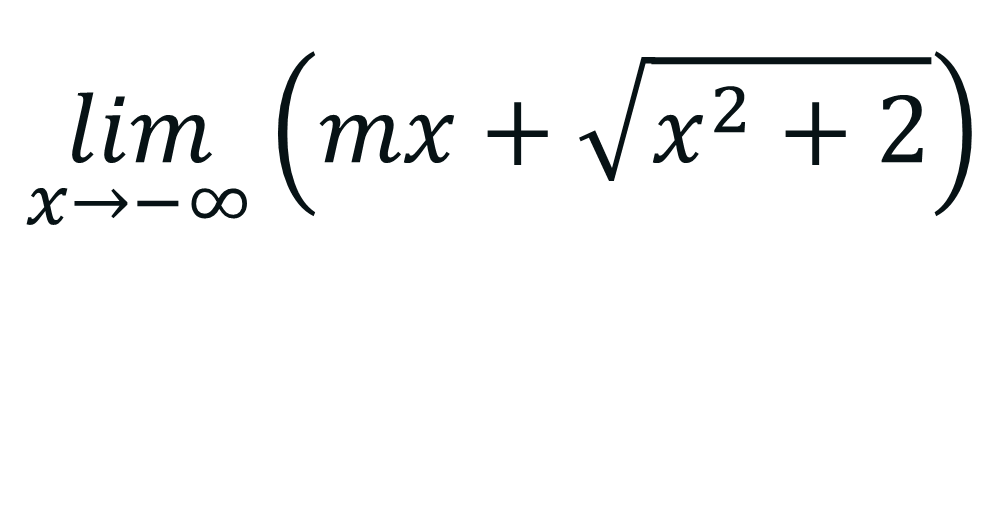 lim (mx + √(x² + 2))
x→−∞